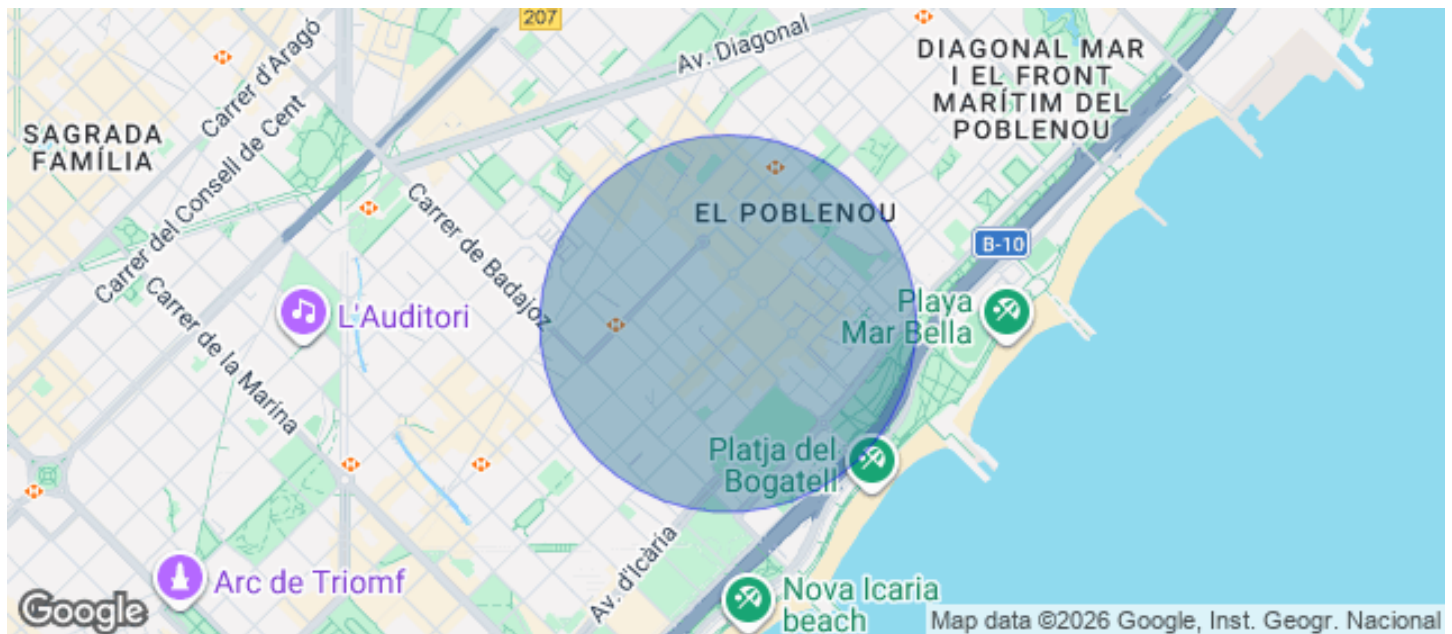 207
Av. Diagonal
DIAGONAL MAR
I EL FRONT
MARÍTIM DEL
POBLENOU
Carrer d'Aragó
SAGRADA
FAMÍLIA
Carrer del Consell de Cent
Carrer de Badajoz
EL POBLENOU
B-10
Playa
Mar Bella
L'Auditori
Carrer de la Marina
Platja del
Bogatell
Av. d'Icària
Arc de Triomf
Nova Icaria
beach
Google
Map data ©2026 Google, Inst. Geogr. Nacional